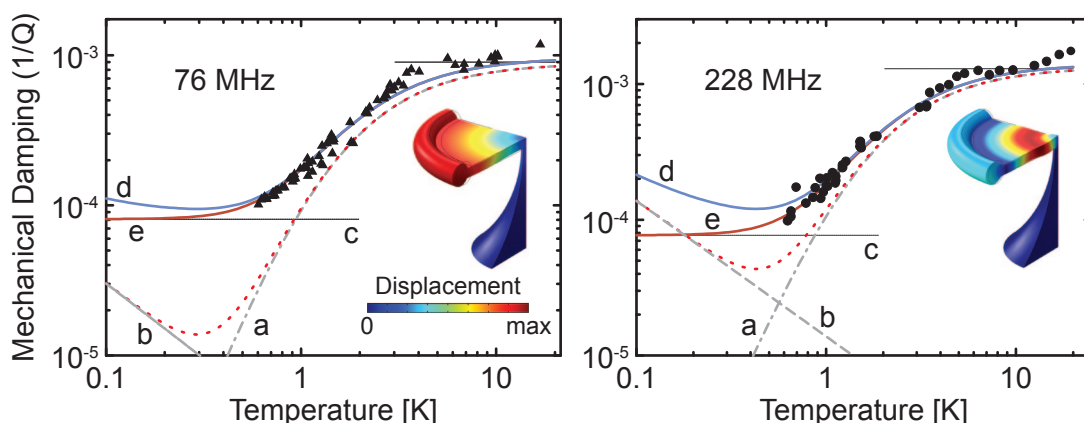 Mechanical Damping (1/Q)
10⁻³
10⁻⁴
10⁻⁵
76 MHz
d
e
c
b
a
Displacement
0 max
0.1 1 10
Temperature [K]
10⁻³
10⁻⁴
10⁻⁵
228 MHz
d
e
c
a
b
0.1 1 10
Temperature [K]